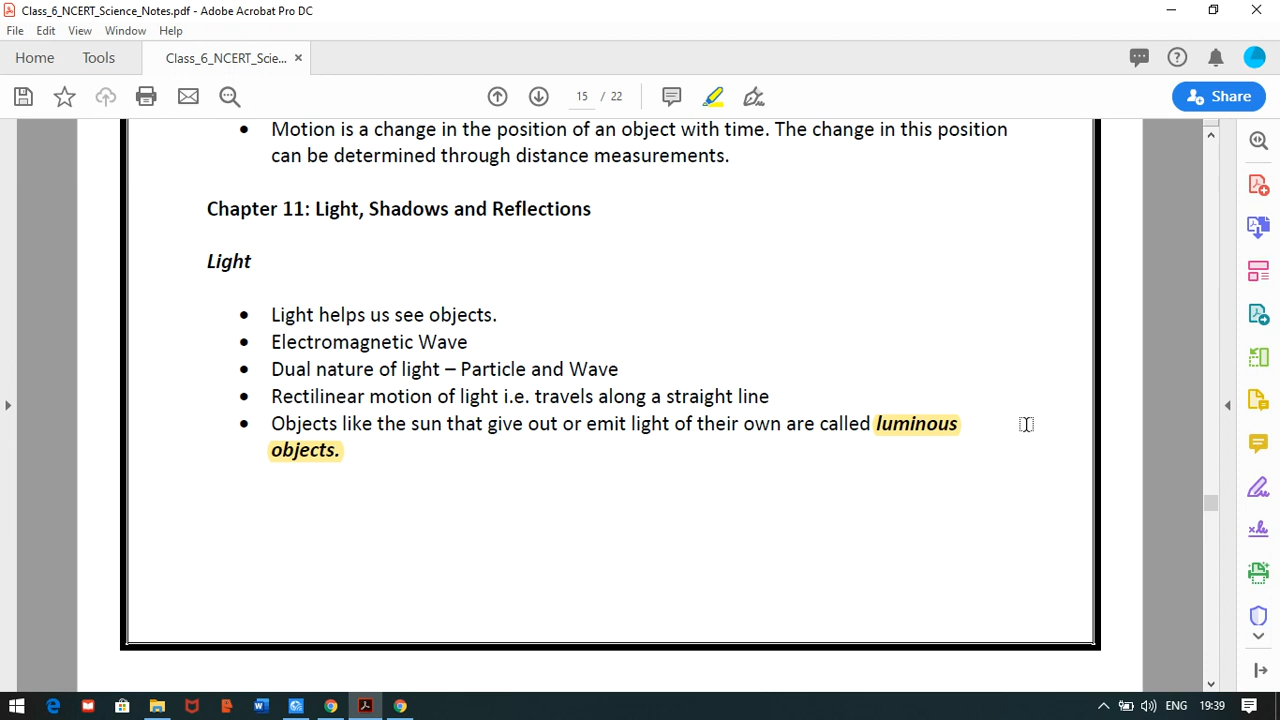 Class_6_NCERT_Science_Notes.pdf - Adobe Acrobat Pro DC
File Edit View Window Help
Home Tools Class_6_NCERT_Scie... ×
15 / 22 Share
• Motion is a change in the position of an object with time. The change in this position
can be determined through distance measurements.
Chapter 11: Light, Shadows and Reflections
Light
• Light helps us see objects.
• Electromagnetic Wave
• Dual nature of light – Particle and Wave
• Rectilinear motion of light i.e. travels along a straight line
• Objects like the sun that give out or emit light of their own are called luminous
objects.
ENG 19:39